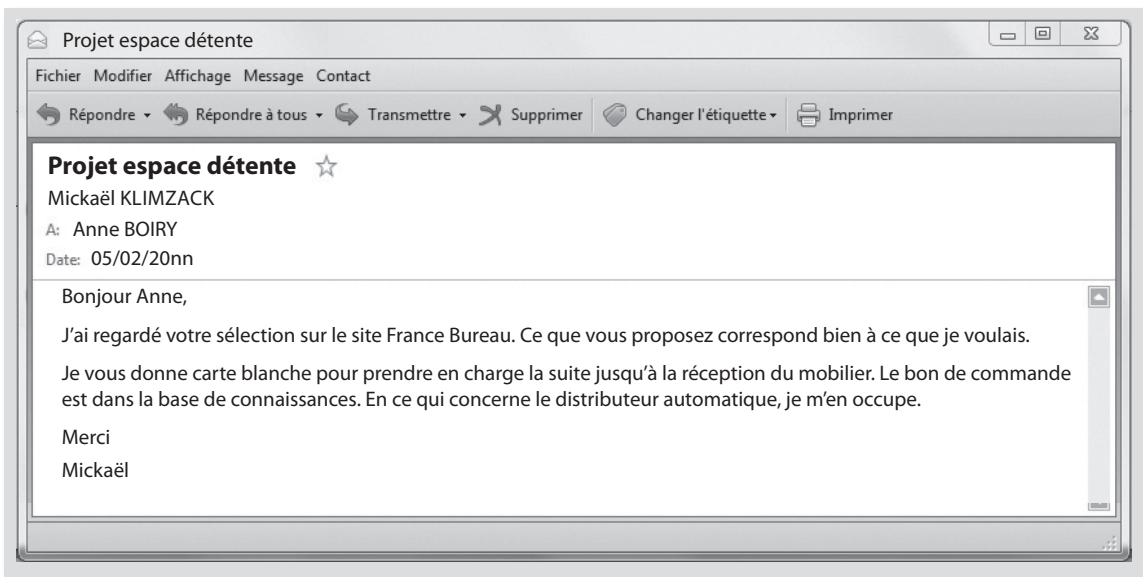 Projet espace détente
Fichier Modifier Affichage Message Contact
Répondre Répondre à tous Transmettre Supprimer Changer l'étiquette Imprimer
Projet espace détente
Mickaël KLIMZACK
A: Anne BOIRY
Date: 05/02/20nn
Bonjour Anne,
J'ai regardé votre sélection sur le site France Bureau. Ce que vous proposez correspond bien à ce que je voulais.
Je vous donne carte blanche pour prendre en charge la suite jusqu'à la réception du mobilier. Le bon de commande
est dans la base de connaissances. En ce qui concerne le distributeur automatique, je m'en occupe.
Merci
Mickaël